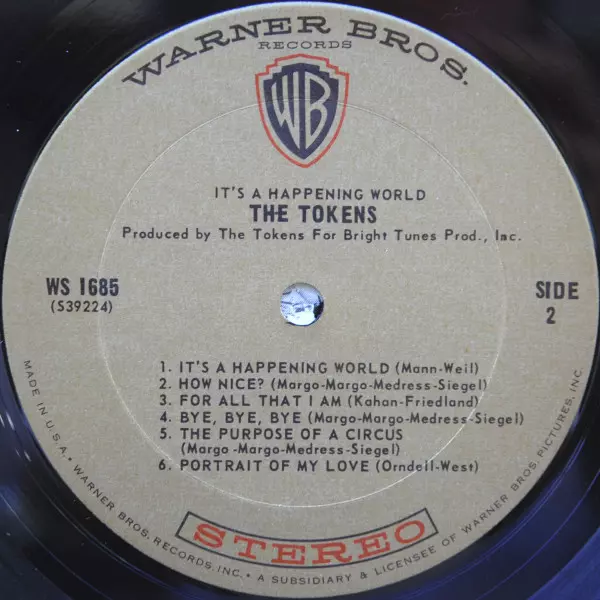 WARNER BROS.
RECORDS
WB
IT'S A HAPPENING WORLD
THE TOKENS
Produced by The Tokens For Bright Tunes Prod., Inc.
WS 1685
(S39224)
SIDE
2
1. IT'S A HAPPENING WORLD (Mann-Weil)
2. HOW NICE? (Margo-Margo-Medress-Siegel)
3. FOR ALL THAT I AM (Kahan-Friedland)
4. BYE, BYE, BYE (Margo-Margo-Medress-Siegel)
5. THE PURPOSE OF A CIRCUS
(Margo-Margo-Medress-Siegel)
6. PORTRAIT OF MY LOVE (Orndell-West)
STEREO
MADE IN U.S.A. • WARNER BROS. RECORDS, INC. • A SUBSIDIARY & LICENSEE OF WARNER BROS. PICTURES, INC.